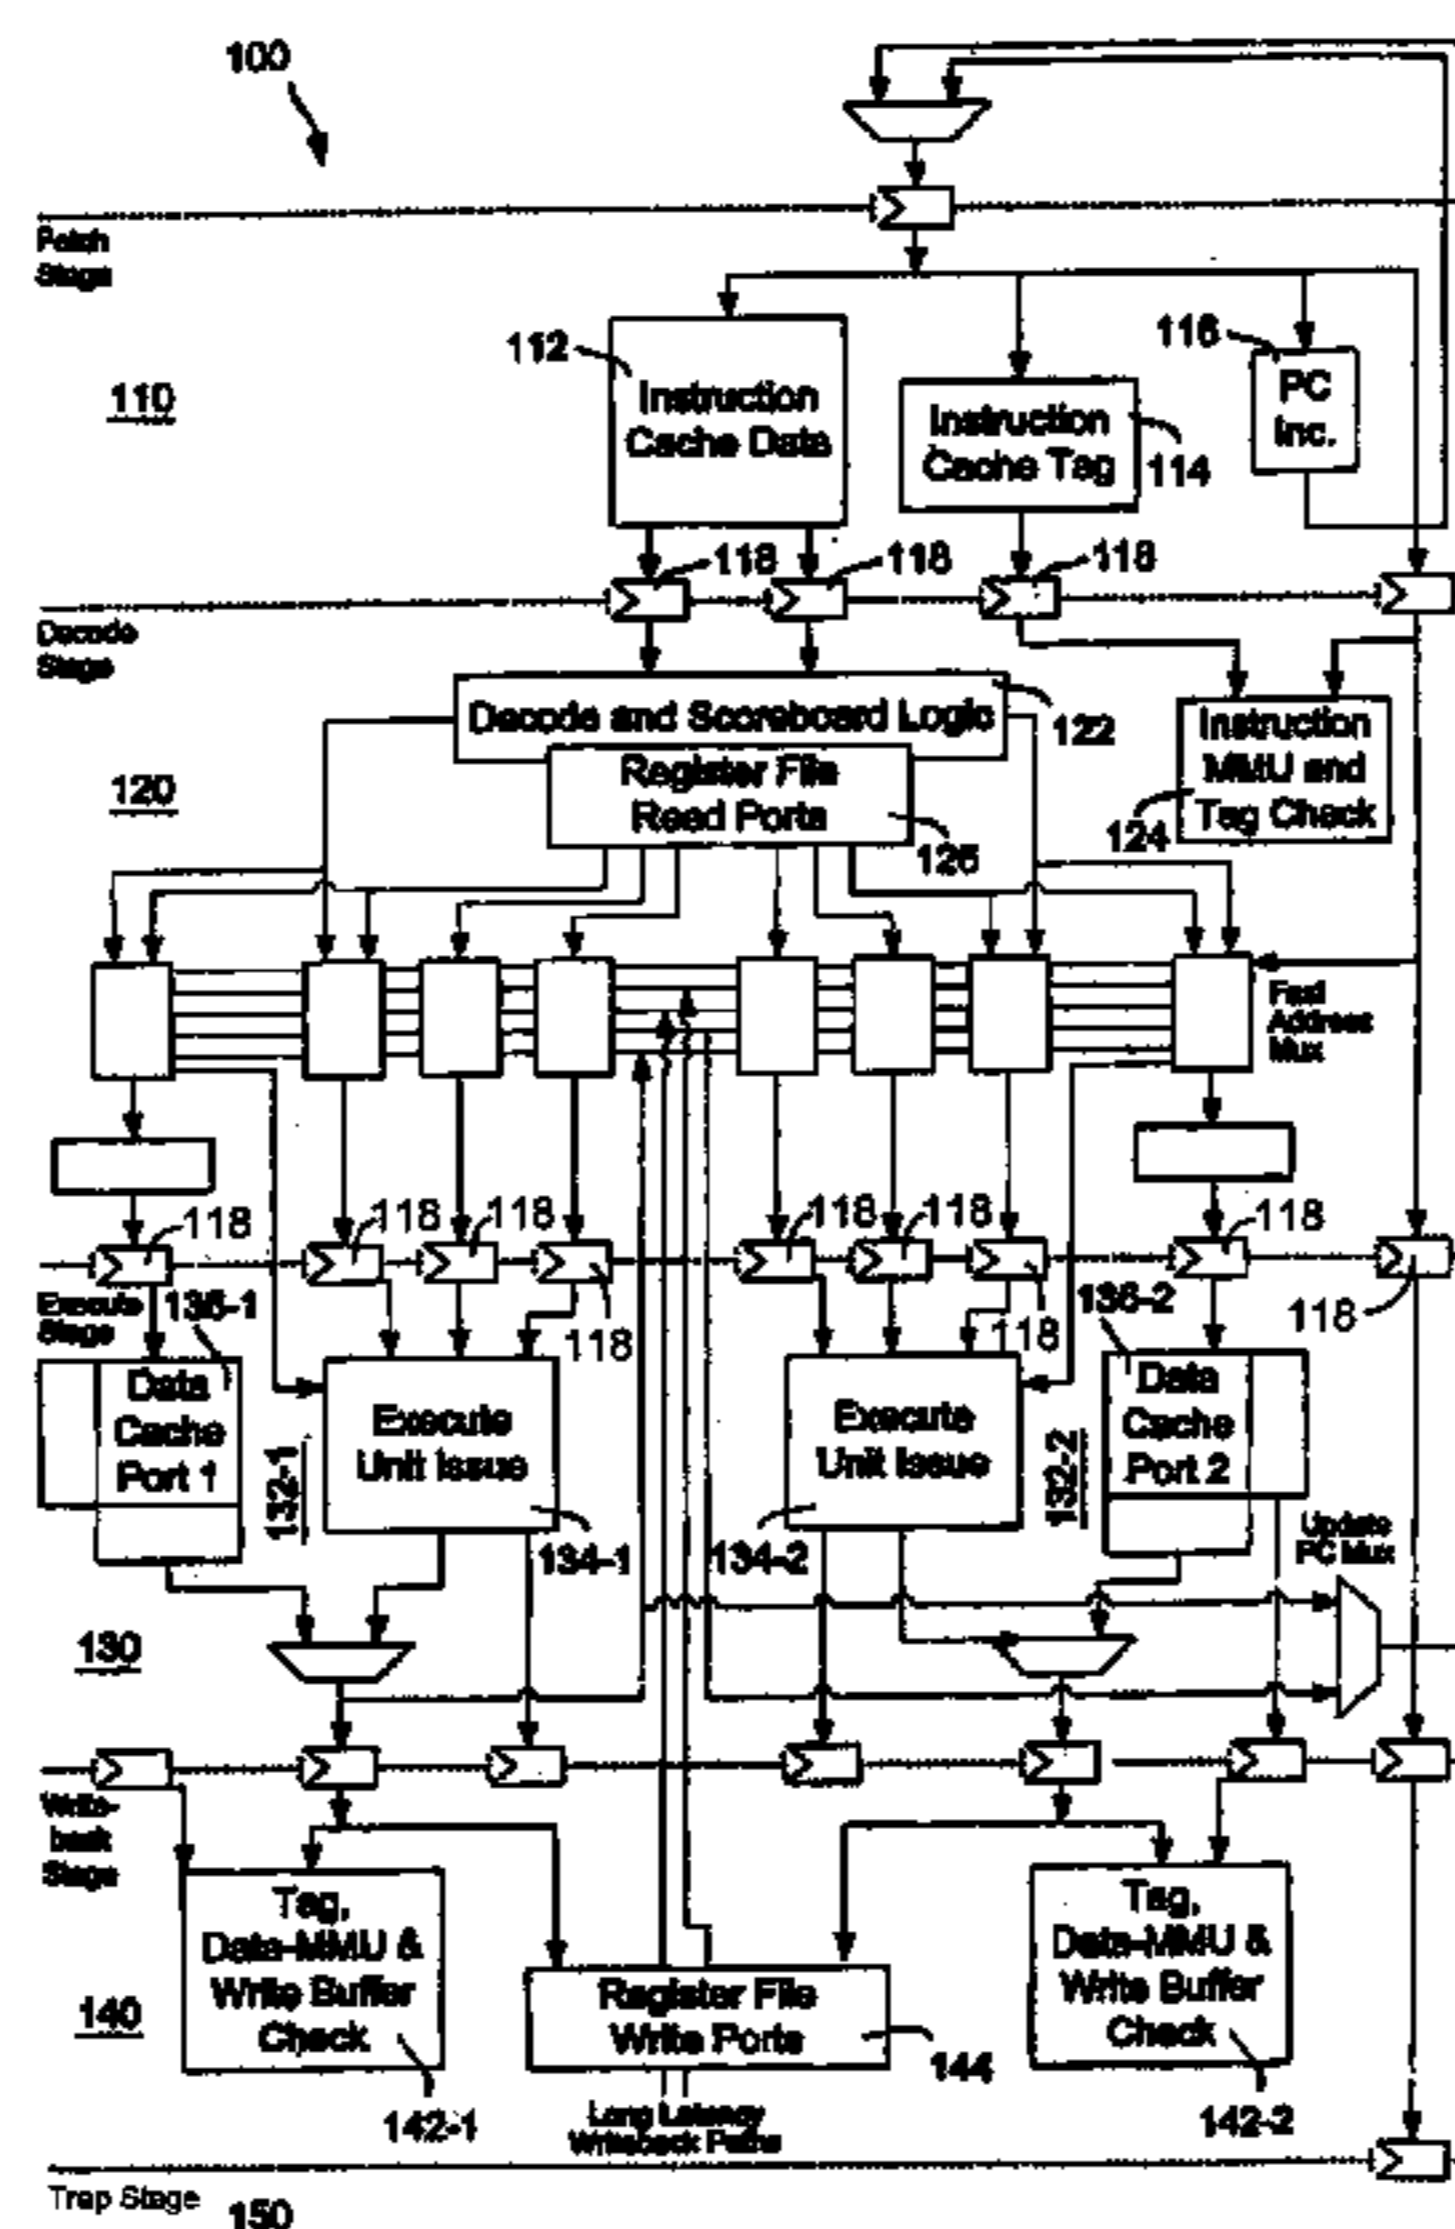 100
Fetch
Stage
112
Instruction
Cache Data
116
PC
Inc.
110
Instruction
Cache Tag
114
118
118
118
Decode
Stage
Decode and Scoreboard Logic
122
Register File
Read Ports
126
120
Instruction
MMU and
Tag Check
124
Fast
Address
Mux
118
118
118
118
118
118
118
118
118
Execute
Stage
136-1
136-2
Data
Cache
Port 1
132-1
Execute
Unit Issue
134-1
Execute
Unit Issue
134-2
132-2
Data
Cache
Port 2
Update
PC Mux
130
Write-
back
Stage
Tag,
Data-MMU &
Write Buffer
Check
142-1
140
Register File
Write Ports
144
Long Latency
Writeback Paths
Tag,
Data-MMU &
Write Buffer
Check
142-2
Trap Stage
150